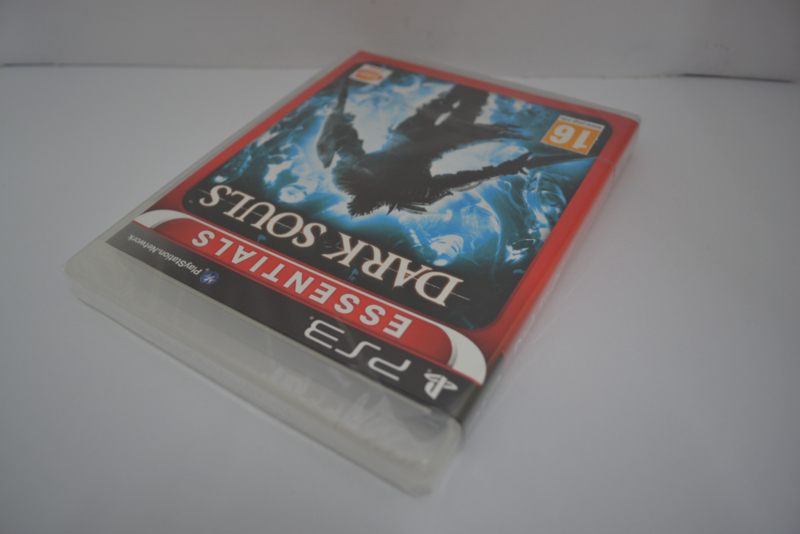 PS3
PlayStation Network
ESSENTIALS
DARK SOULS
16